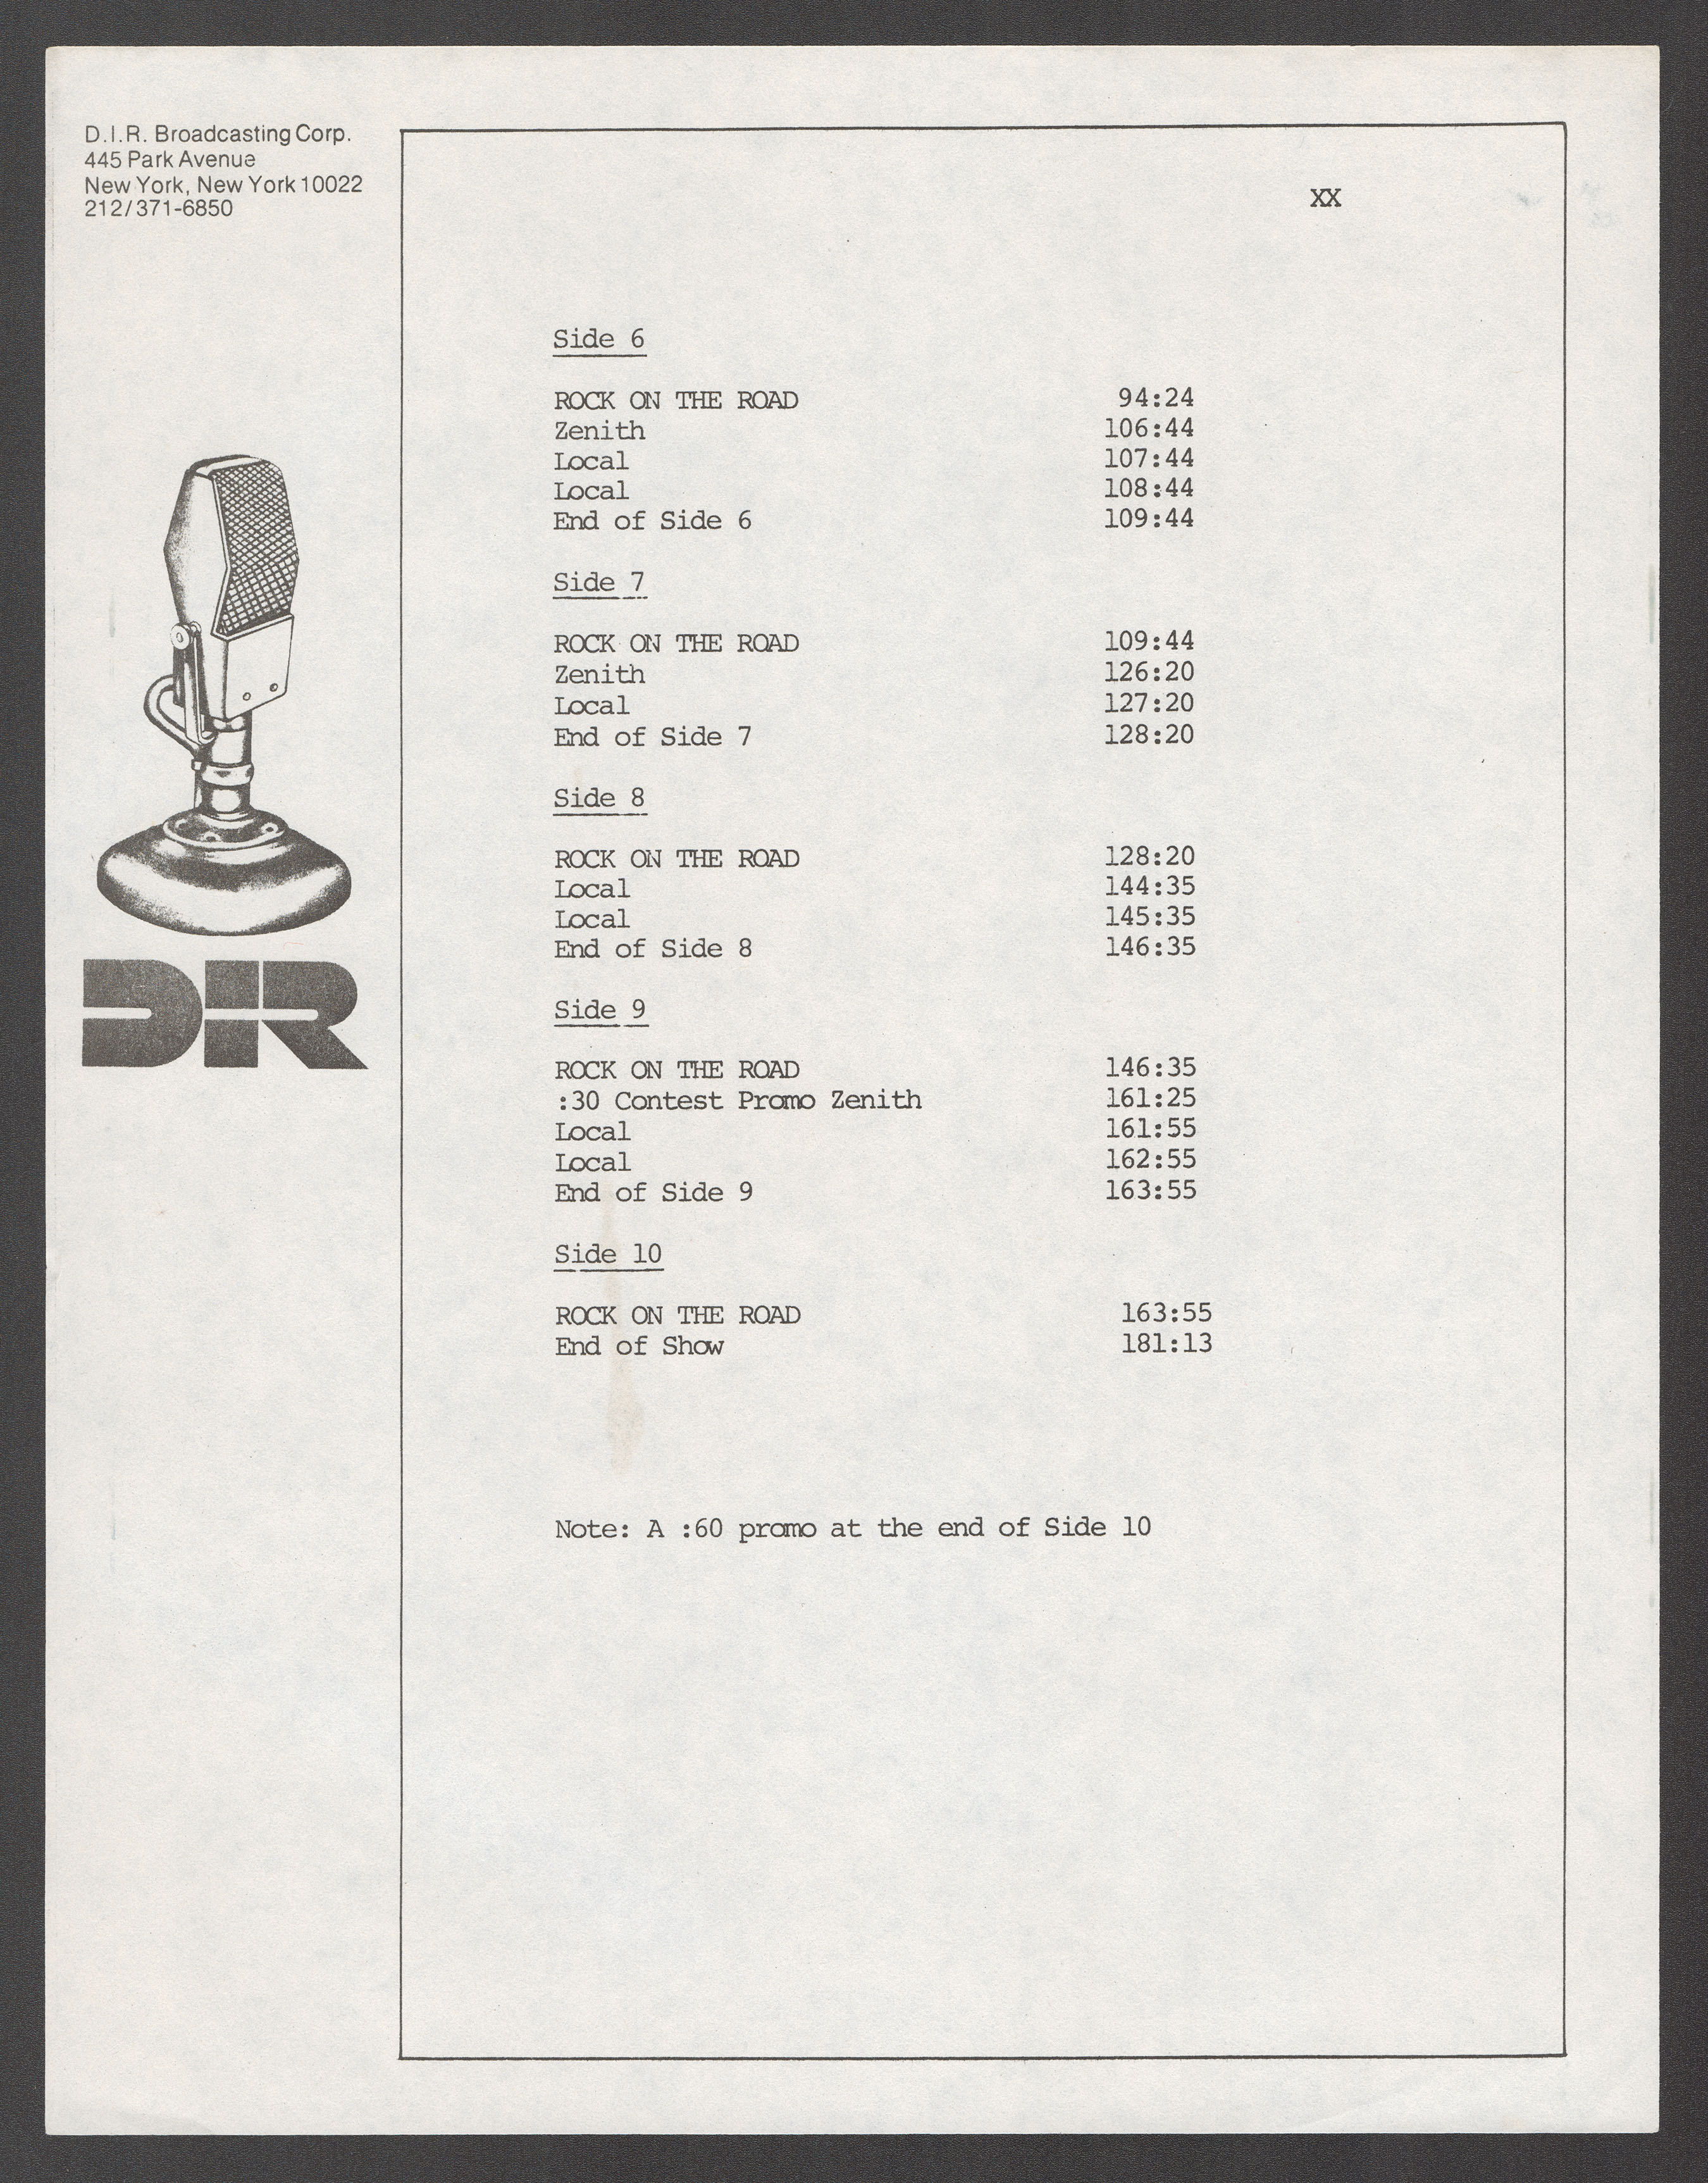 D.I.R. Broadcasting Corp.
445 Park Avenue
New York, New York 10022
212/371-6850
DIR
XX
Side 6
ROCK ON THE ROAD 94:24
Zenith 106:44
Local 107:44
Local 108:44
End of Side 6 109:44
Side 7
ROCK ON THE ROAD 109:44
Zenith 126:20
Local 127:20
End of Side 7 128:20
Side 8
ROCK ON THE ROAD 128:20
Local 144:35
Local 145:35
End of Side 8 146:35
Side 9
ROCK ON THE ROAD 146:35
:30 Contest Promo Zenith 161:25
Local 161:55
Local 162:55
End of Side 9 163:55
Side 10
ROCK ON THE ROAD 163:55
End of Show 181:13
Note: A :60 promo at the end of Side 10